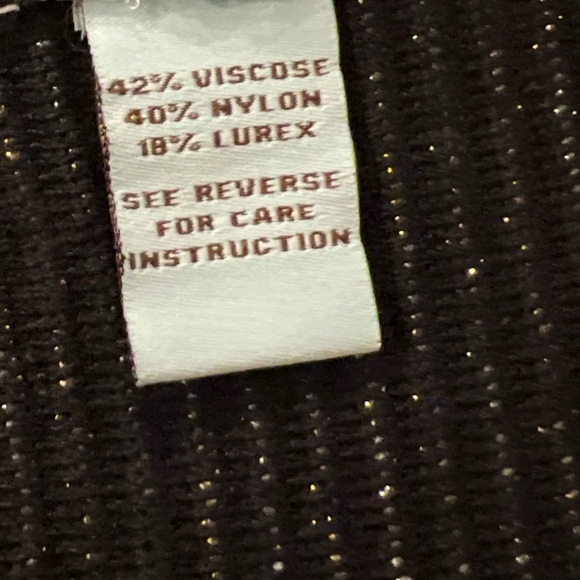 42% VISCOSE
40% NYLON
18% LUREX
SEE REVERSE
FOR CARE
INSTRUCTION